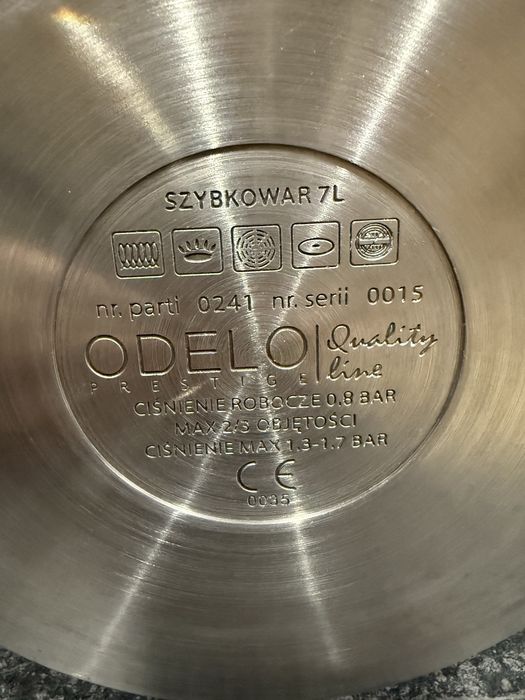 SZYBKOWAR 7L
nr. parti 0241 nr. serii 0015
ODELO
PRESTIGE
Quality
line
CIŚNIENIE ROBOCZE 0,8 BAR
MAX 2/3 OBJĘTOŚCI
CIŚNIENIE MAX 1.3-1.7 BAR
CE
0035